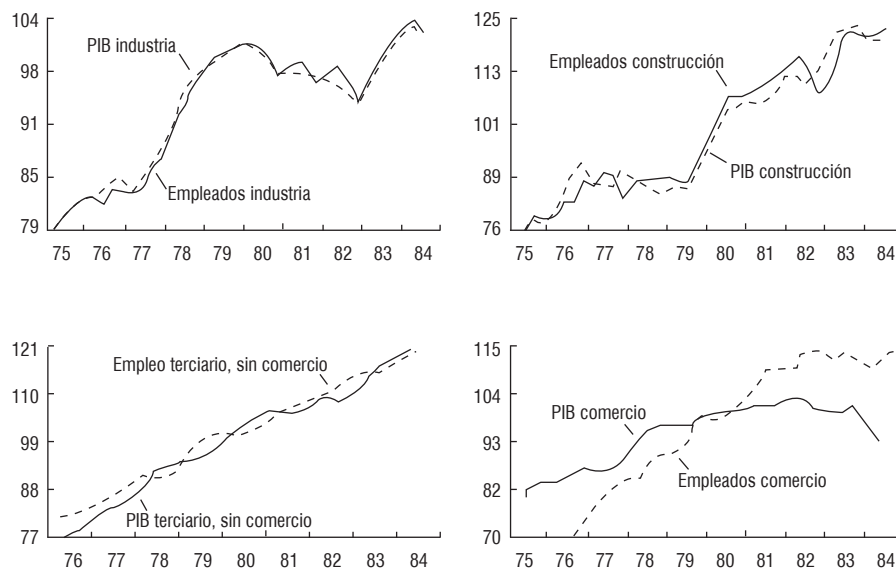 104
98
91
85
79
PIB industria
Empleados industria
75 76 77 78 79 80 81 82 83 84
125
113
101
89
76
Empleados construcción
PIB construcción
75 76 77 78 79 80 81 82 83 84
121
110
99
88
77
Empleo terciario, sin comercio
PIB terciario, sin comercio
76 77 78 79 80 81 82 83 84
115
104
93
82
70
PIB comercio
Empleados comercio
75 76 77 78 79 80 81 82 83 84